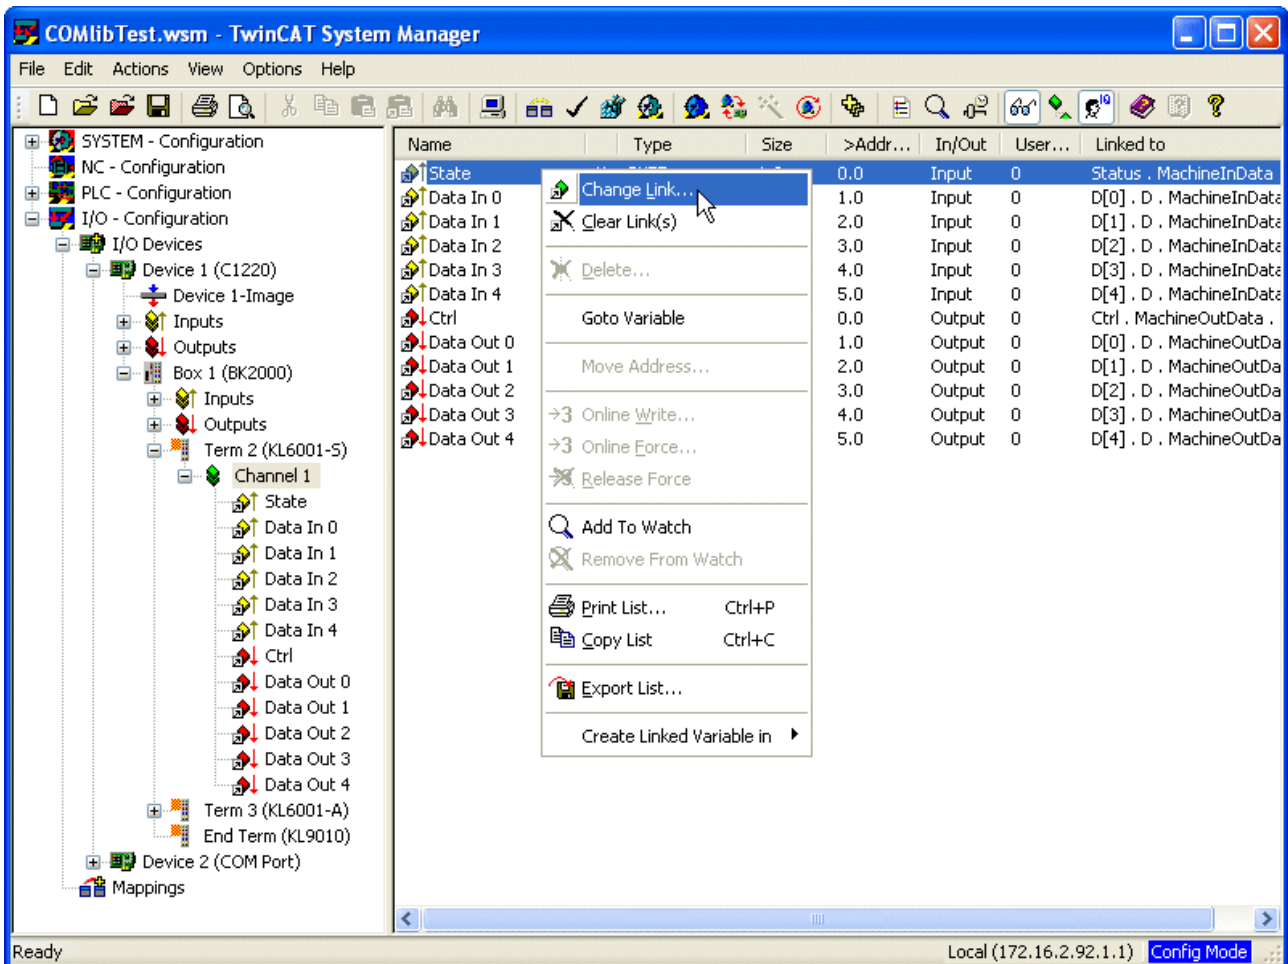 COMlibTest.wsm - TwinCAT System Manager
File Edit Actions View Options Help
SYSTEM - Configuration
NC - Configuration
PLC - Configuration
I/O - Configuration
I/O Devices
Device 1 (C1220)
Device 1-Image
Inputs
Outputs
Box 1 (BK2000)
Inputs
Outputs
Term 2 (KL6001-S)
Channel 1
State
Data In 0
Data In 1
Data In 2
Data In 3
Data In 4
Ctrl
Data Out 0
Data Out 1
Data Out 2
Data Out 3
Data Out 4
Term 3 (KL6001-A)
End Term (KL9010)
Device 2 (COM Port)
Mappings
Name Type Size >Addr... In/Out User... Linked to
State 0.0 Input 0 Status . MachineInData
Data In 0 1.0 Input 0 D[0] . D . MachineInData
Data In 1 2.0 Input 0 D[1] . D . MachineInData
Data In 2 3.0 Input 0 D[2] . D . MachineInData
Data In 3 4.0 Input 0 D[3] . D . MachineInData
Data In 4 5.0 Input 0 D[4] . D . MachineInData
Ctrl 0.0 Output 0 Ctrl . MachineOutData .
Data Out 0 1.0 Output 0 D[0] . D . MachineOutDa
Data Out 1 2.0 Output 0 D[1] . D . MachineOutDa
Data Out 2 3.0 Output 0 D[2] . D . MachineOutDa
Data Out 3 4.0 Output 0 D[3] . D . MachineOutDa
Data Out 4 5.0 Output 0 D[4] . D . MachineOutDa
Change Link...
Clear Link(s)
Delete...
Goto Variable
Move Address...
→3 Online Write...
→3 Online Force...
Release Force
Add To Watch
Remove From Watch
Print List... Ctrl+P
Copy List Ctrl+C
Export List...
Create Linked Variable in
Ready
Local (172.16.2.92.1.1) Config Mode